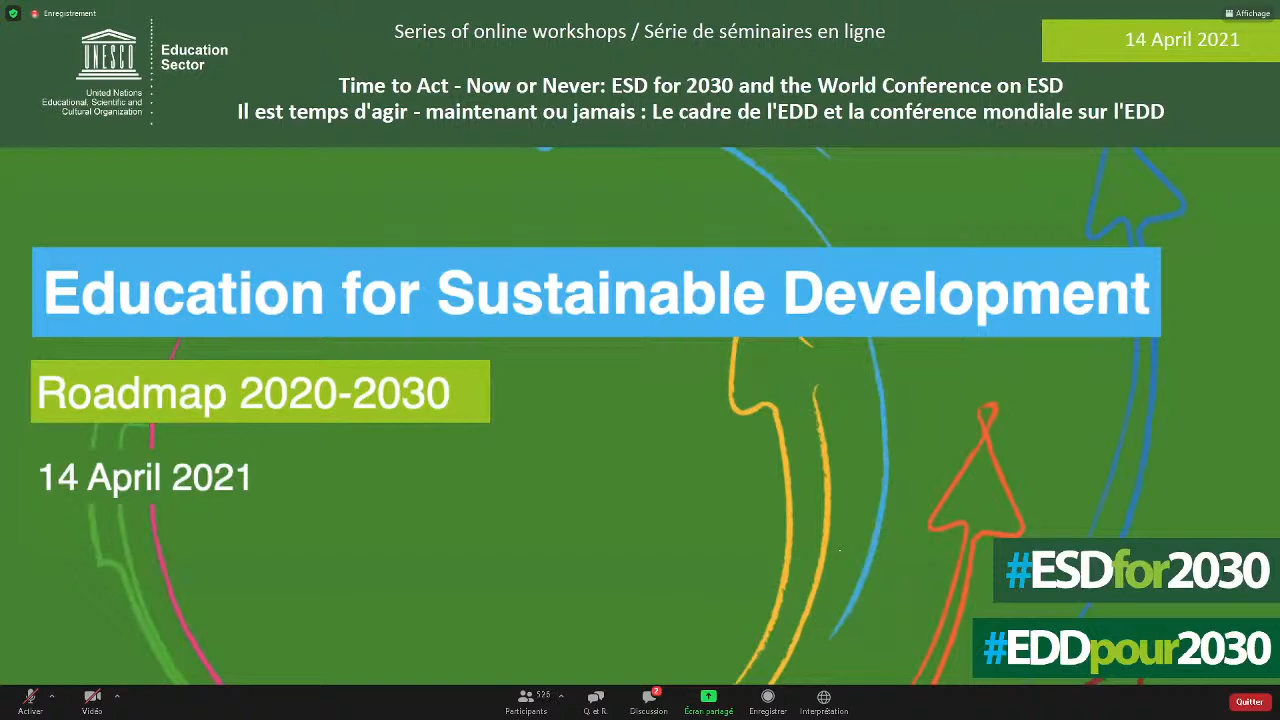 Enregistrement
Affichage
UNESCO
Education
Sector
United Nations
Educational, Scientific and
Cultural Organization
Series of online workshops / Série de séminaires en ligne
14 April 2021
Time to Act - Now or Never: ESD for 2030 and the World Conference on ESD
Il est temps d'agir - maintenant ou jamais : Le cadre de l'EDD et la conférence mondiale sur l'EDD
Education for Sustainable Development
Roadmap 2020-2030
14 April 2021
#ESDfor2030
#EDDpour2030
Activer
Vidéo
525
Participants
Q. et R.
2
Discussion
Écran partagé
Enregistrer
Interprétation
Quitter